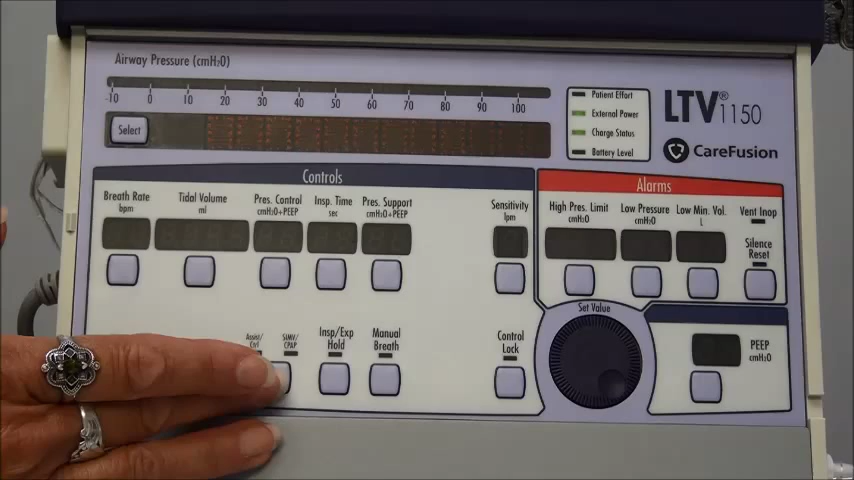 Airway Pressure (cmH₂O)
-10 0 10 20 30 40 50 60 70 80 90 100
Select
Patient Effort
External Power
Charge Status
Battery Level
LTV® 1150
CareFusion
Controls
Breath Rate
bpm
Tidal Volume
ml
Pres. Control
cmH₂O+PEEP
Insp. Time
sec
Pres. Support
cmH₂O+PEEP
Sensitivity
lpm
Alarms
High Pres. Limit
cmH₂O
Low Pressure
cmH₂O
Low Min. Vol.
L
Vent Inop
Silence
Reset
Assist/
Ctrl
SIMV/
CPAP
Insp/Exp
Hold
Manual
Breath
Control
Lock
Set Value
PEEP
cmH₂O